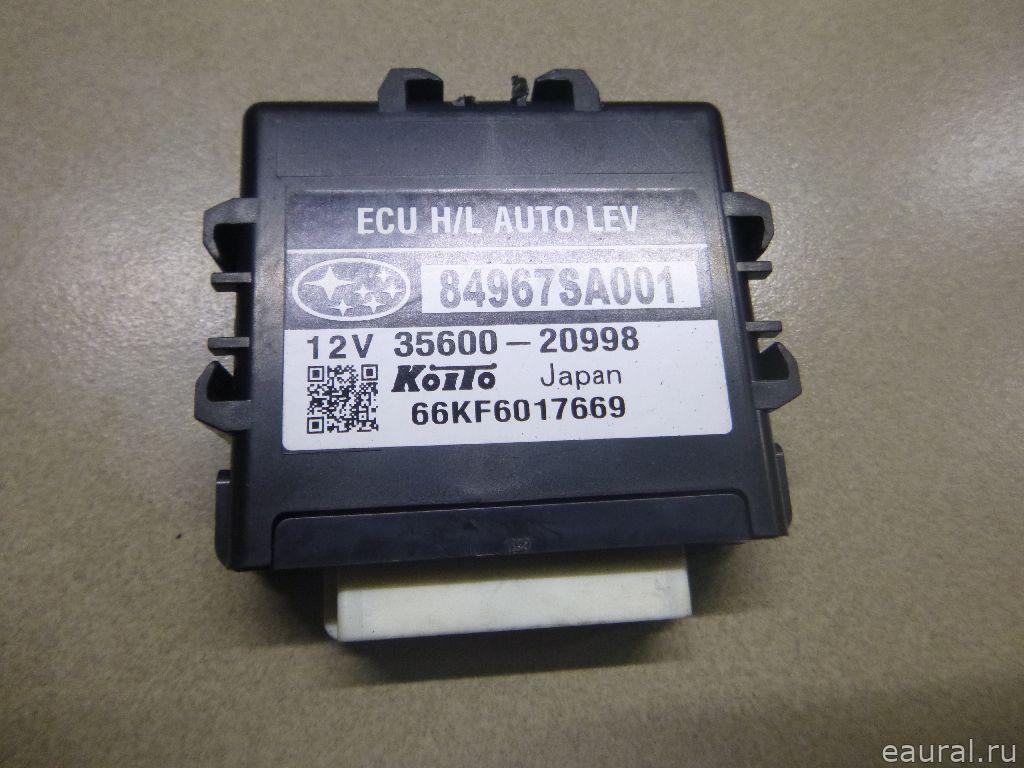 ECU H/L AUTO LEV
84967SA001
12V 35600-20998
KOITO Japan
66KF6017669
eaural.ru